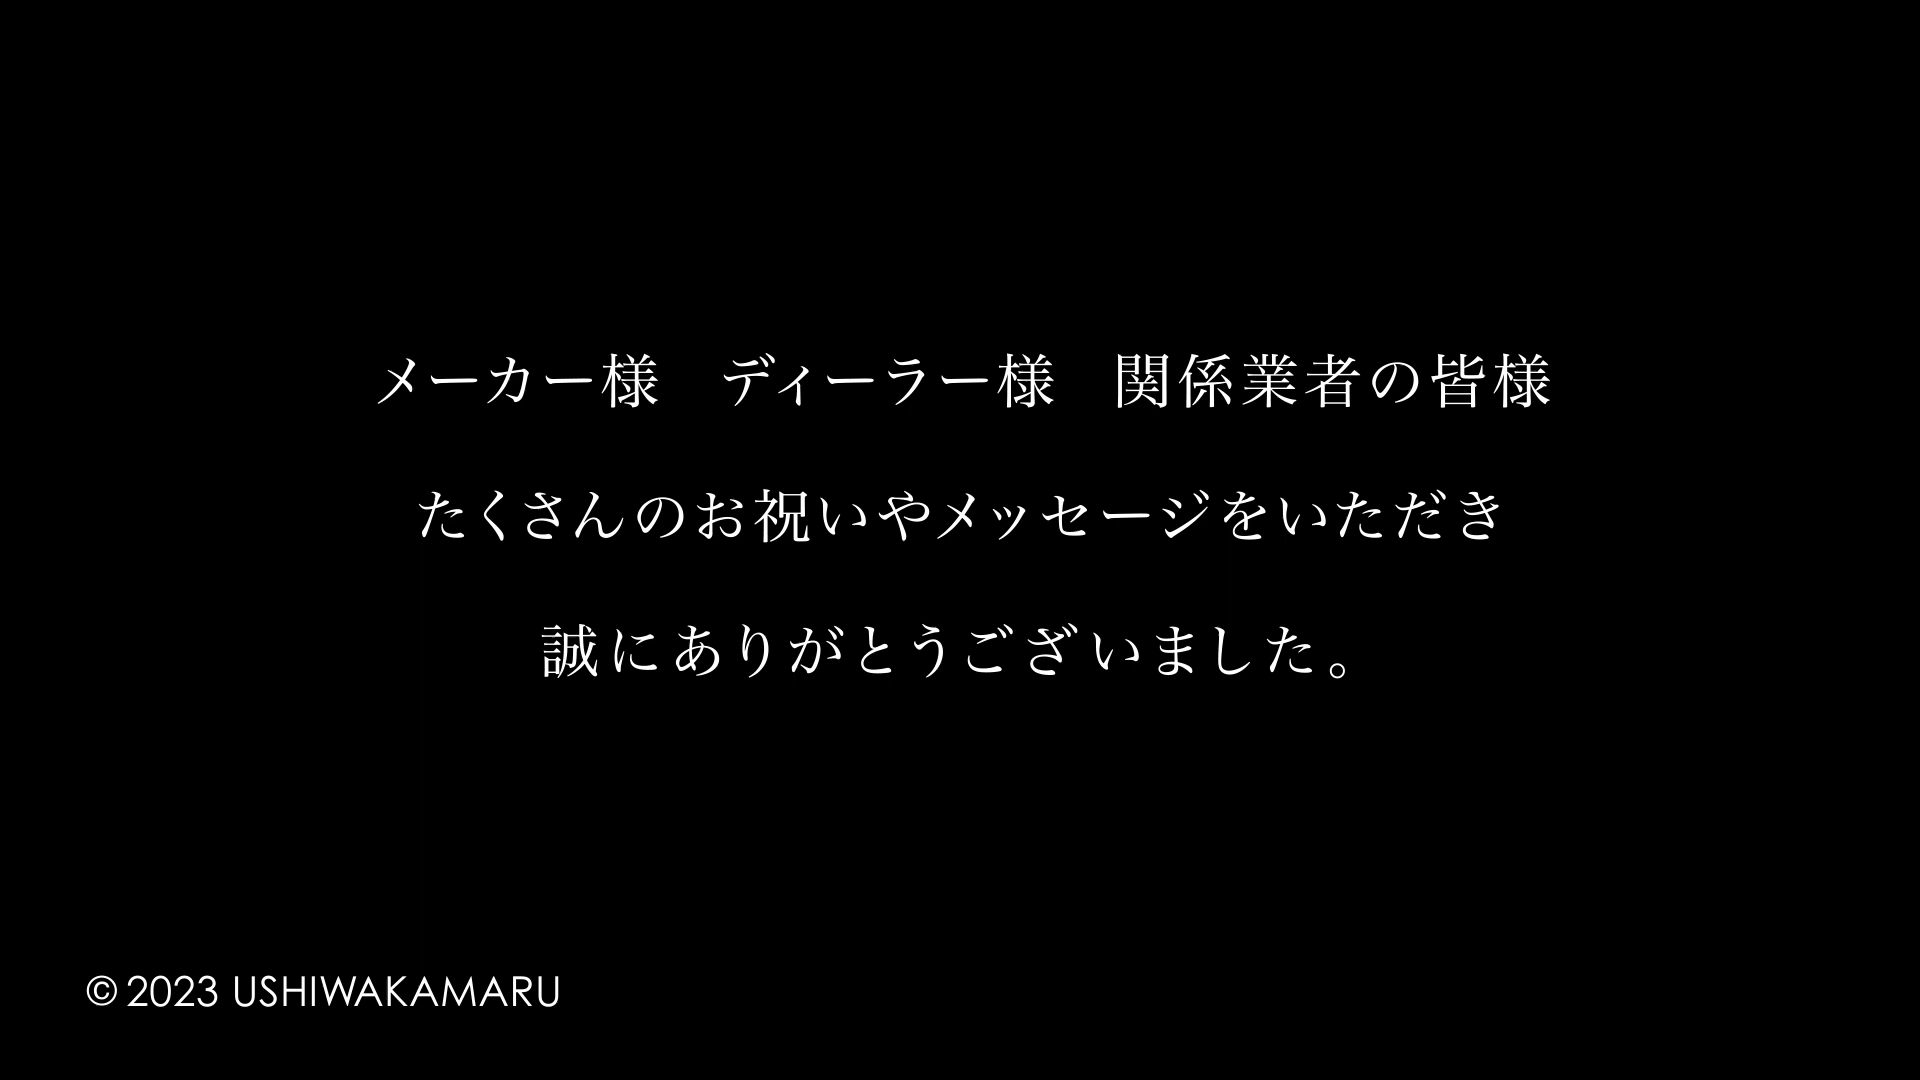 メーカー様　ディーラー様　関係業者の皆様
たくさんのお祝いやメッセージをいただき
誠にありがとうございました。
© 2023 USHIWAKAMARU